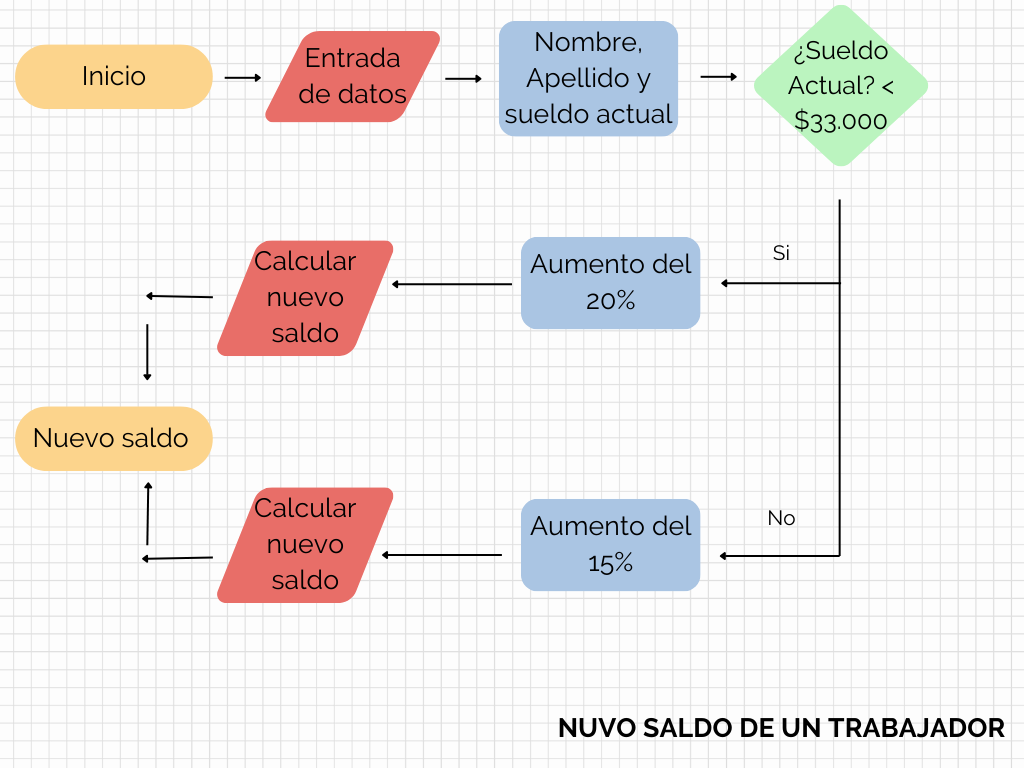 Inicio
Entrada
de datos
Nombre,
Apellido y
sueldo actual
¿Sueldo
Actual? <
$33.000
Si
Aumento del
20%
Calcular
nuevo
saldo
Nuevo saldo
No
Aumento del
15%
Calcular
nuevo
saldo
NUVO SALDO DE UN TRABAJADOR